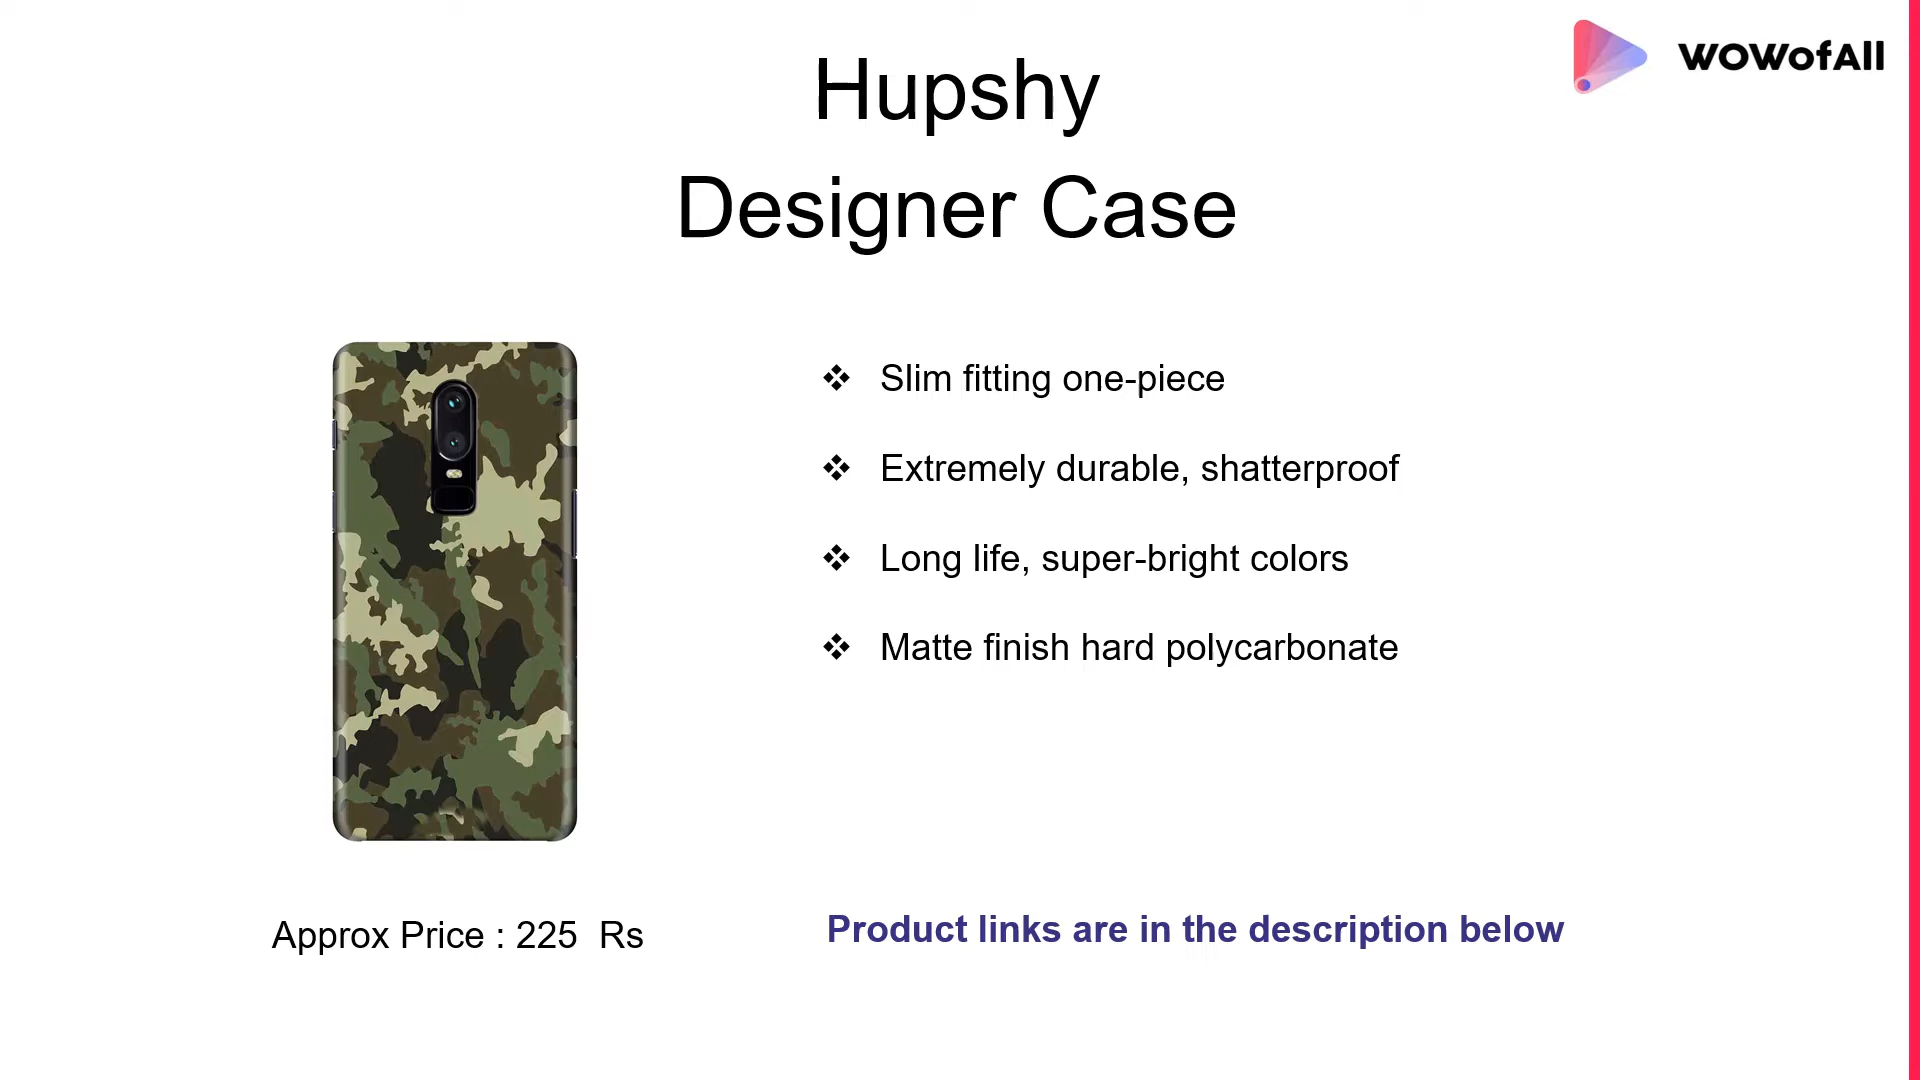 WOWofAll
Hupshy
Designer Case
❖ Slim fitting one-piece
❖ Extremely durable, shatterproof
❖ Long life, super-bright colors
❖ Matte finish hard polycarbonate
Approx Price : 225 Rs
Product links are in the description below